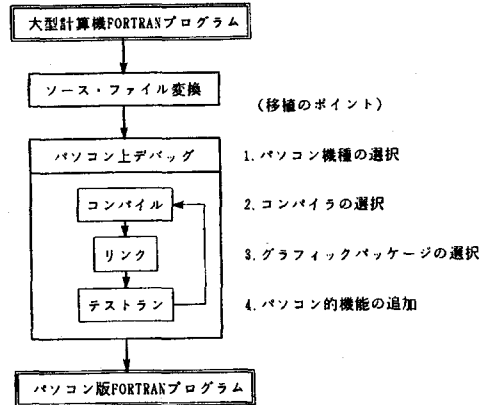 大型計算機FORTRANプログラム
ソース・ファイル変換
(移植のポイント)
パソコン上デバッグ
1.パソコン機種の選択
コンパイル
2.コンパイラの選択
リンク
3.グラフィックパッケージの選択
テストラン
4.パソコン的機能の追加
パソコン版FORTRANプログラム